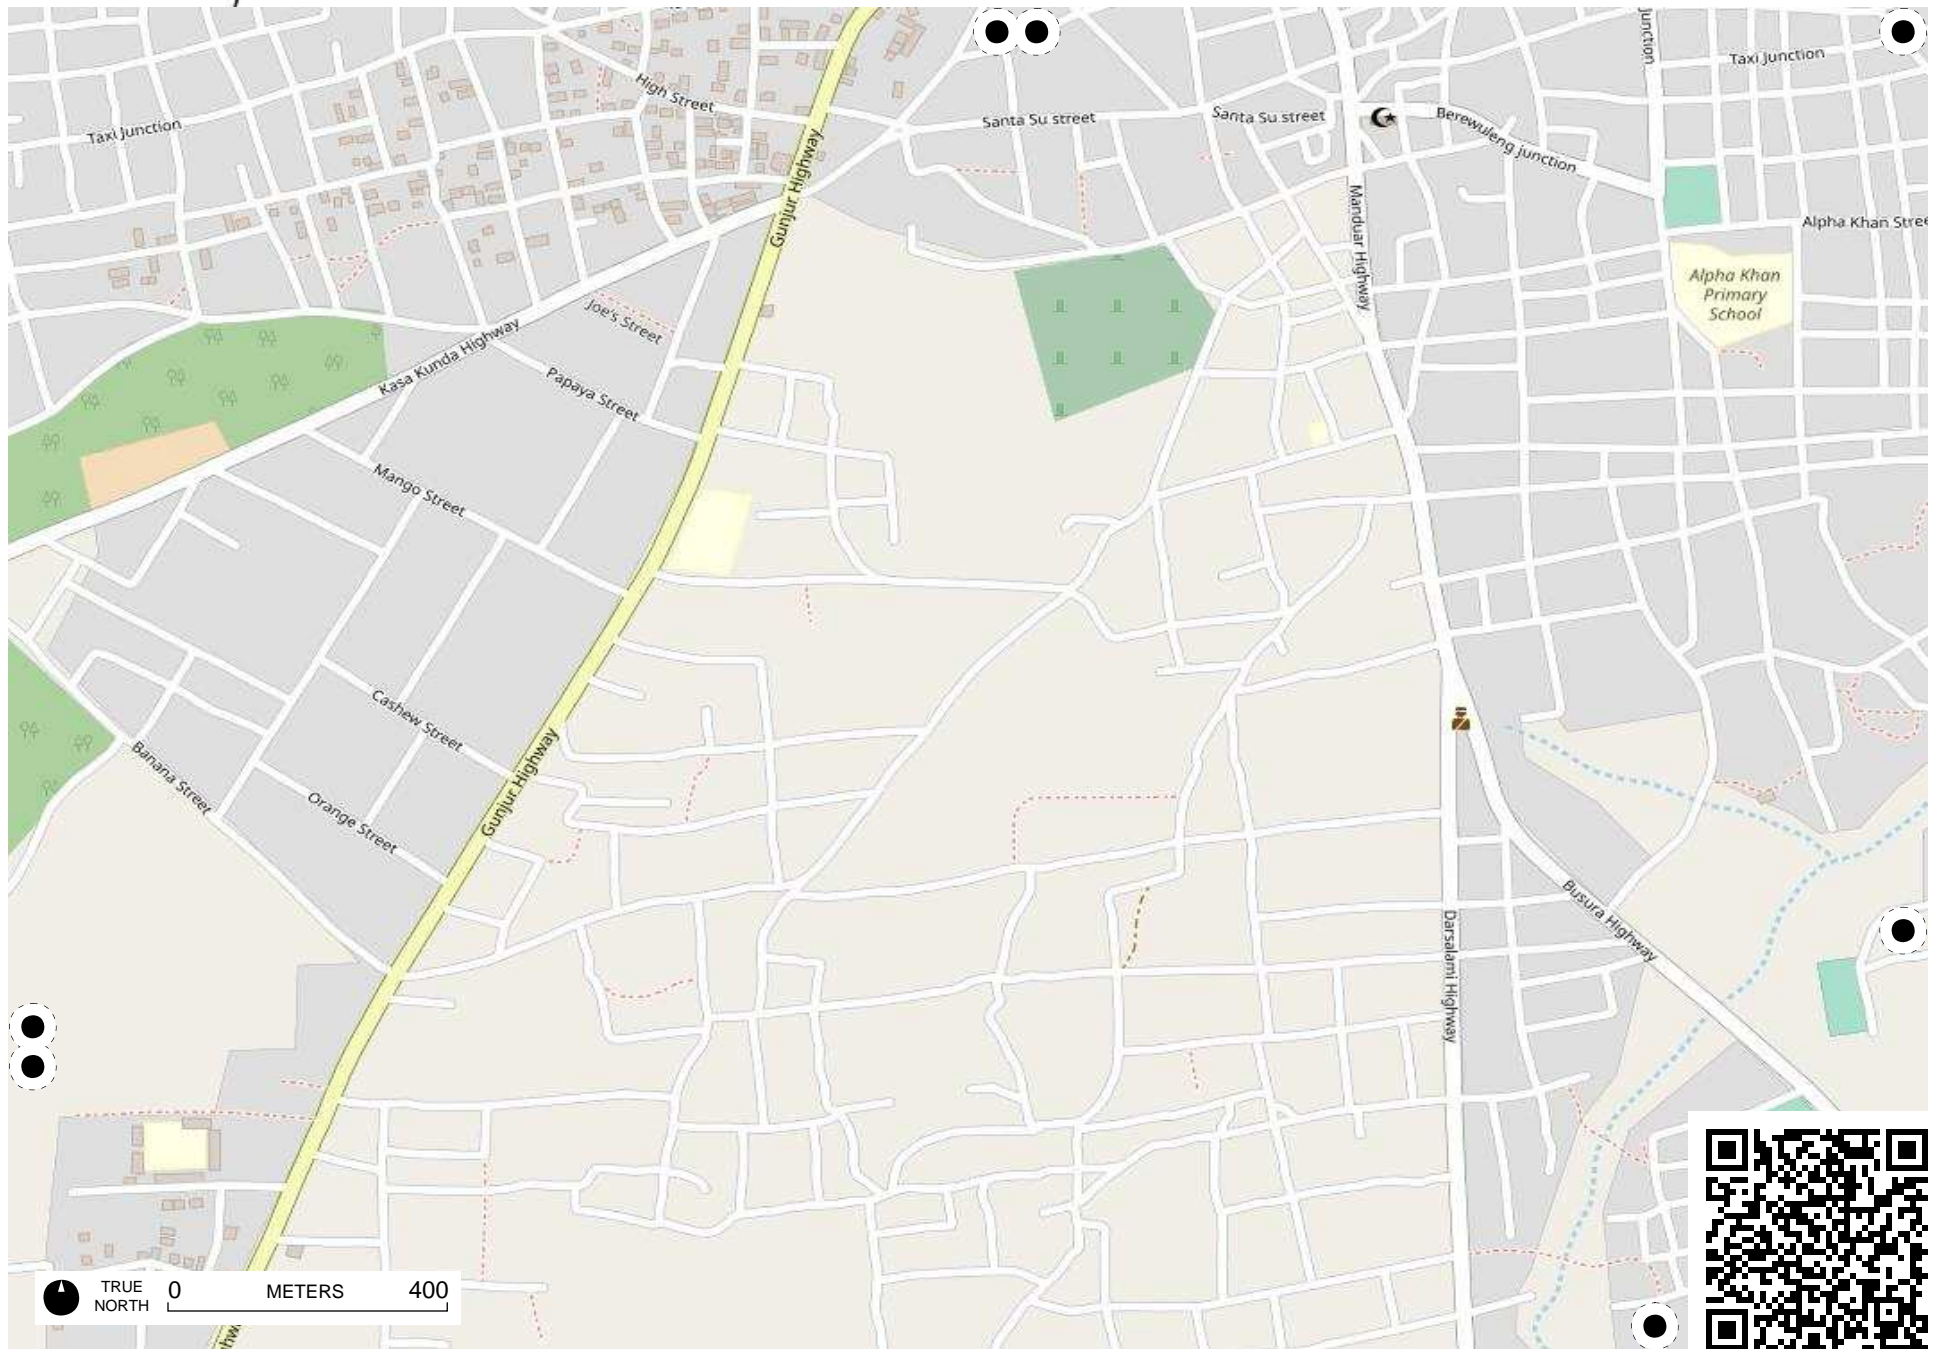 High Street
Taxi Junction
Junction
Taxi Junction
Santa Su street
Santa Su street
Berewuleng junction
Gunjur Highway
Manduar Highway
Alpha Khan Stree
Alpha Khan
Primary
School
Joe's Street
Kasa Kunda Highway
Papaya Street
Mango Street
Cashew Street
Banana Street
Gunjur Highway
Orange Street
Busura Highway
Darsalami Highway
TRUE
NORTH
0 METERS 400